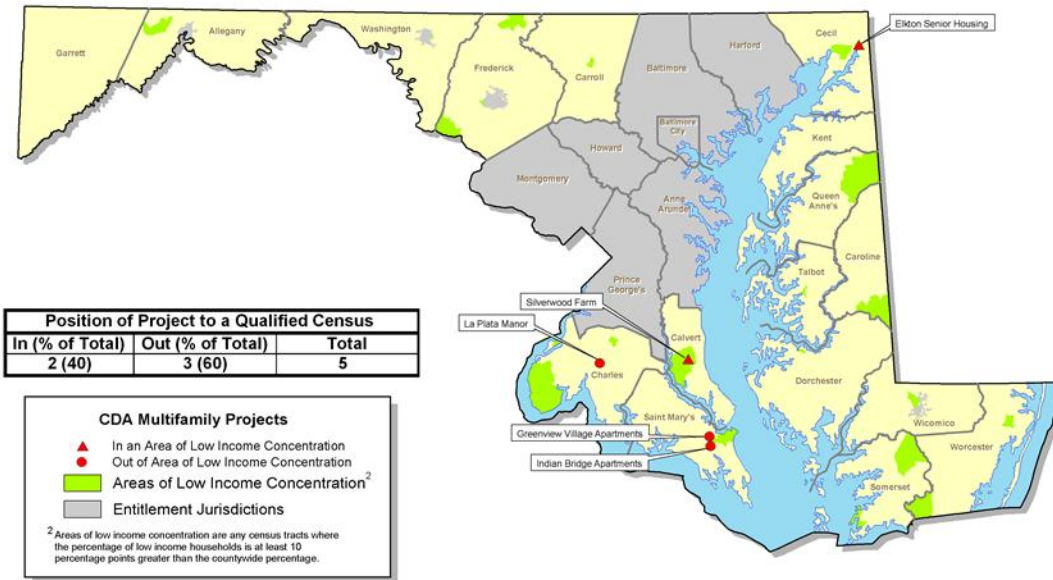 Garrett
Allegany
Washington
Frederick
Carroll
Baltimore
Harford
Cecil
Elkton Senior Housing
Baltimore
City
Howard
Montgomery
Anne
Arundel
Kent
Queen
Anne's
Caroline
Talbot
Prince
George's
Silverwood Farm
La Plata Manor
Calvert
Charles
Saint Mary's
Greenview Village Apartments
Indian Bridge Apartments
Dorchester
Wicomico
Worcester
Somerset
Position of Project to a Qualified Census
In (% of Total) Out (% of Total) Total
2 (40) 3 (60) 5
CDA Multifamily Projects
In an Area of Low Income Concentration
Out of Area of Low Income Concentration
Areas of Low Income Concentration2
Entitlement Jurisdictions
2 Areas of low income concentration are any census tracts where
the percentage of low income households is at least 10
percentage points greater than the countywide percentage.